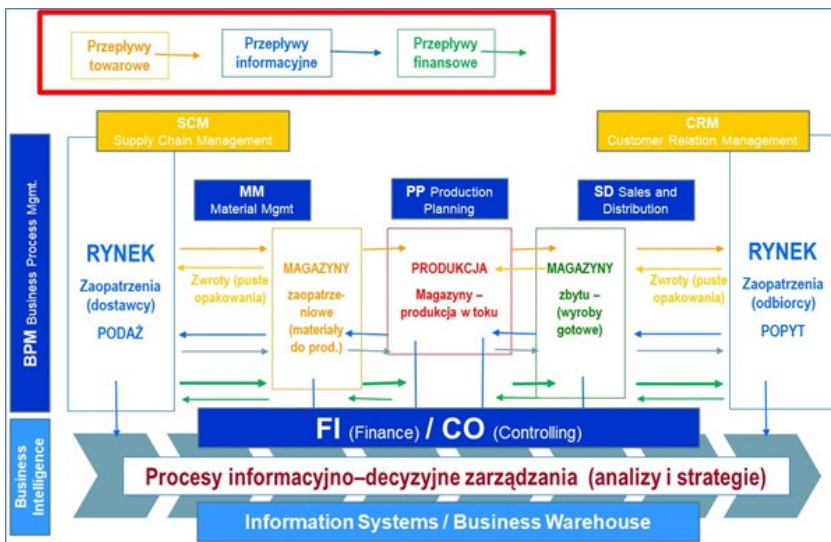 Przepływy
towarowe
Przepływy
informacyjne
Przepływy
finansowe
SCM
Supply Chain Management
CRM
Customer Relation Management
BPM Business Process Mgmt.
MM
Material Mgmt
PP Production
Planning
SD Sales and
Distribution
RYNEK
Zaopatrzenia
(dostawcy)
PODAŻ
Zwroty (puste
opakowania)
MAGAZYNY
zaopatrze-
niowe
(materiały
do prod.)
PRODUKCJA
Magazyny –
produkcja w toku
MAGAZYNY
zbytu –
(wyroby
gotowe)
Zwroty (puste
opakowania)
RYNEK
Zaopatrzenia
(odbiorcy)
POPYT
FI (Finance) / CO (Controlling)
Business
Intelligence
Procesy informacyjno–decyzyjne zarządzania (analizy i strategie)
Information Systems / Business Warehouse